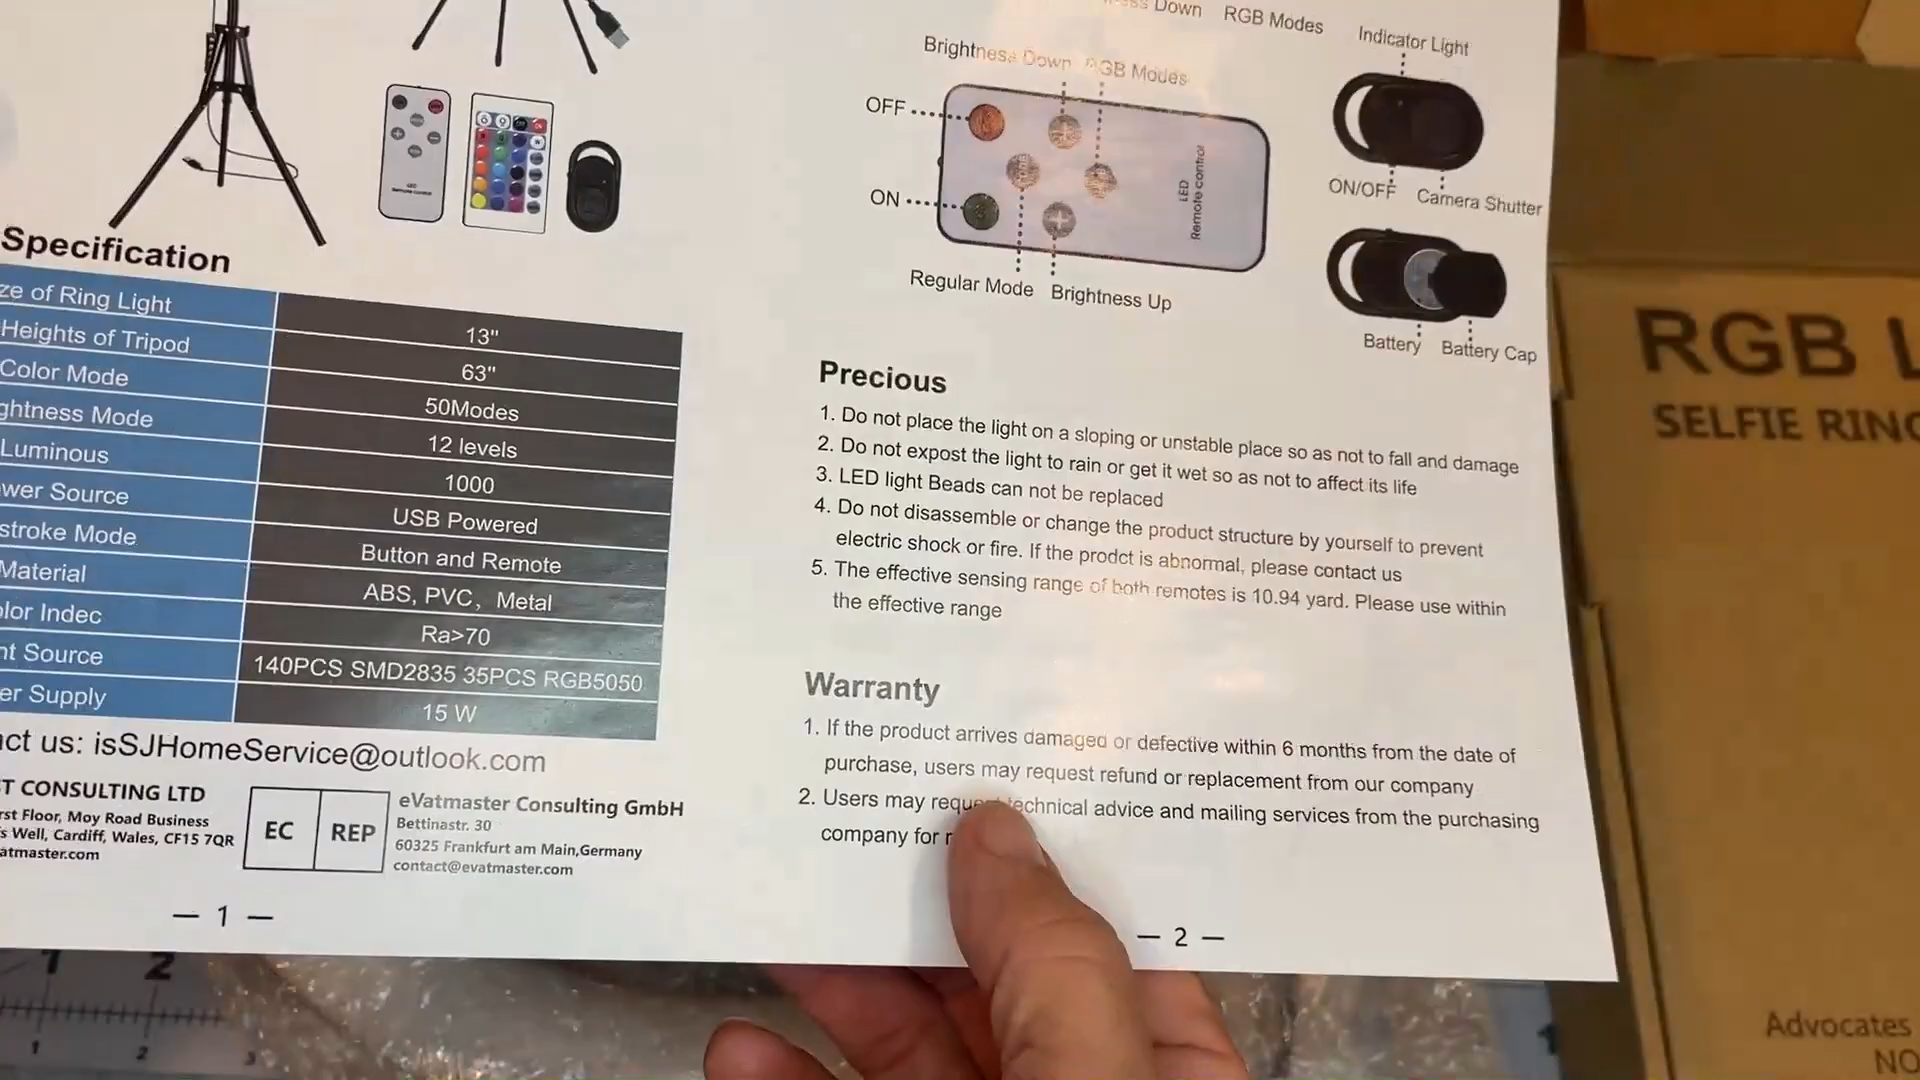 Down RGB Modes
Indicator Light
Brightness Down RGB Modes
OFF
ON
LED
Remote control
Regular Mode Brightness Up
ON/OFF Camera Shutter
Battery Battery Cap
LED
Remote control
Specification
ze of Ring Light 13"
Heights of Tripod 63"
Color Mode 50Modes
ghtness Mode 12 levels
Luminous 1000
wer Source USB Powered
stroke Mode Button and Remote
Material ABS, PVC, Metal
olor Indec Ra>70
nt Source 140PCS SMD2835 35PCS RGB5050
er Supply 15 W
act us: isSJHomeService@outlook.com
T CONSULTING LTD
rst Floor, Moy Road Business
s Well, Cardiff, Wales, CF15 7QR
atmaster.com
EC REP
eVatmaster Consulting GmbH
Bettinastr. 30
60325 Frankfurt am Main,Germany
contact@evatmaster.com
— 1 —
Precious
1. Do not place the light on a sloping or unstable place so as not to fall and damage
2. Do not expost the light to rain or get it wet so as not to affect its life
3. LED light Beads can not be replaced
4. Do not disassemble or change the product structure by yourself to prevent
electric shock or fire. If the prodct is abnormal, please contact us
5. The effective sensing range of both remotes is 10.94 yard. Please use within
the effective range
Warranty
1. If the product arrives damaged or defective within 6 months from the date of
purchase, users may request refund or replacement from our company
2. Users may request technical advice and mailing services from the purchasing
company for
— 2 —
RGB L
SELFIE RING
Advocates
NO
1 2
1 2 3